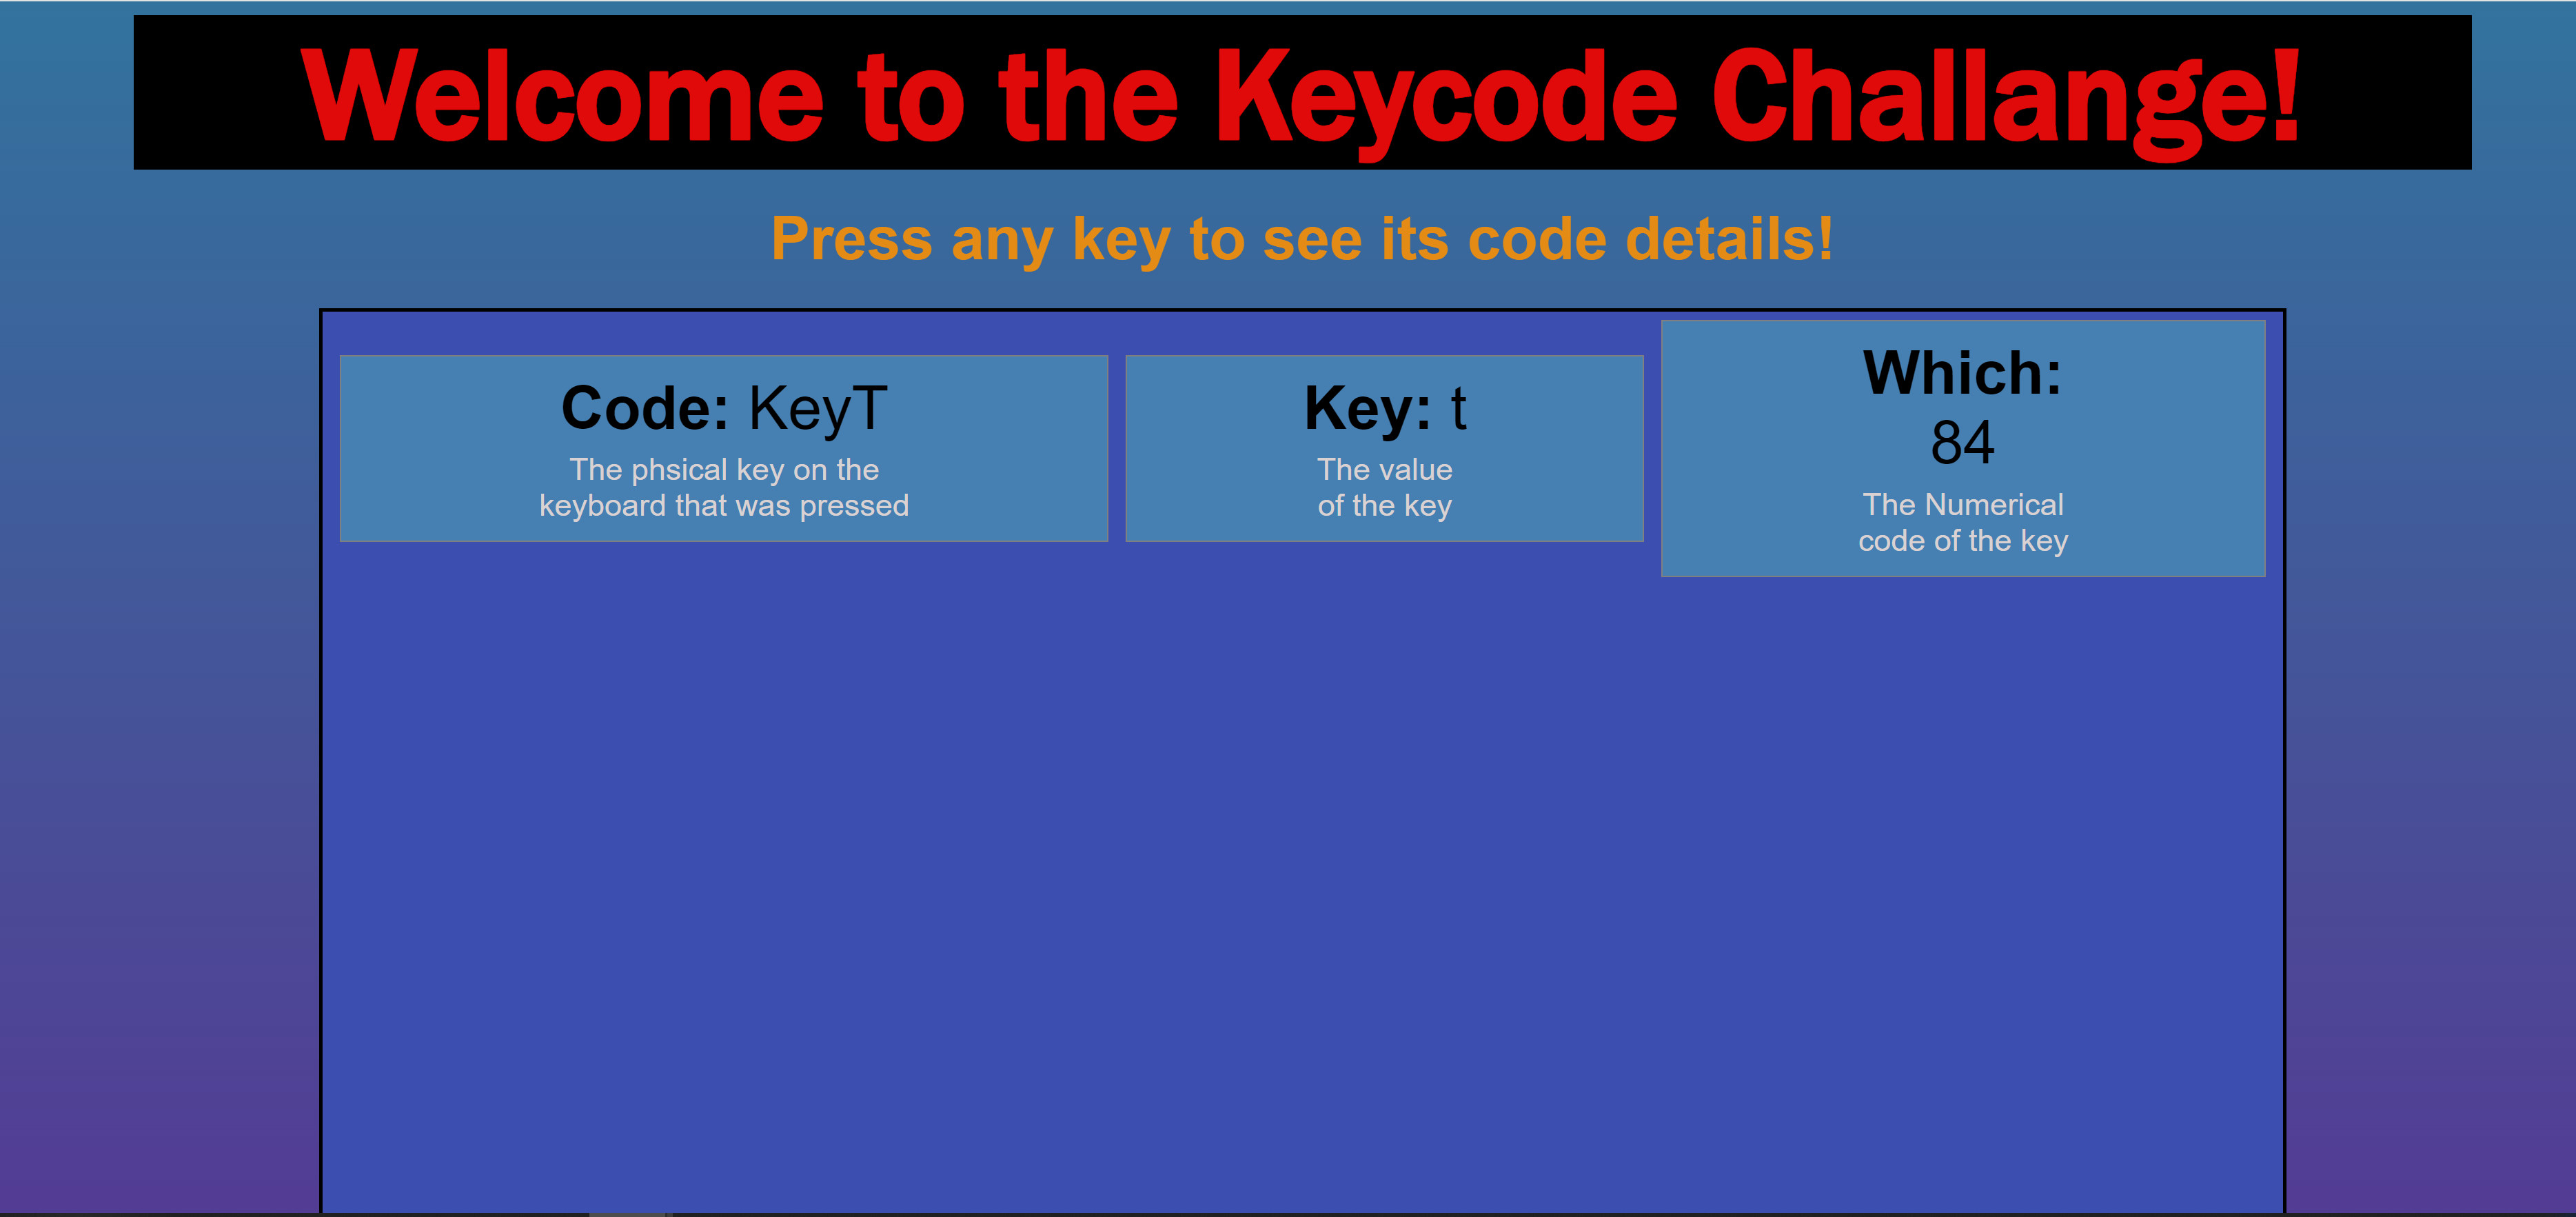 Welcome to the Keycode Challange!
Press any key to see its code details!
Code: KeyT
The phsical key on the
keyboard that was pressed
Key: t
The value
of the key
Which:
84
The Numerical
code of the key